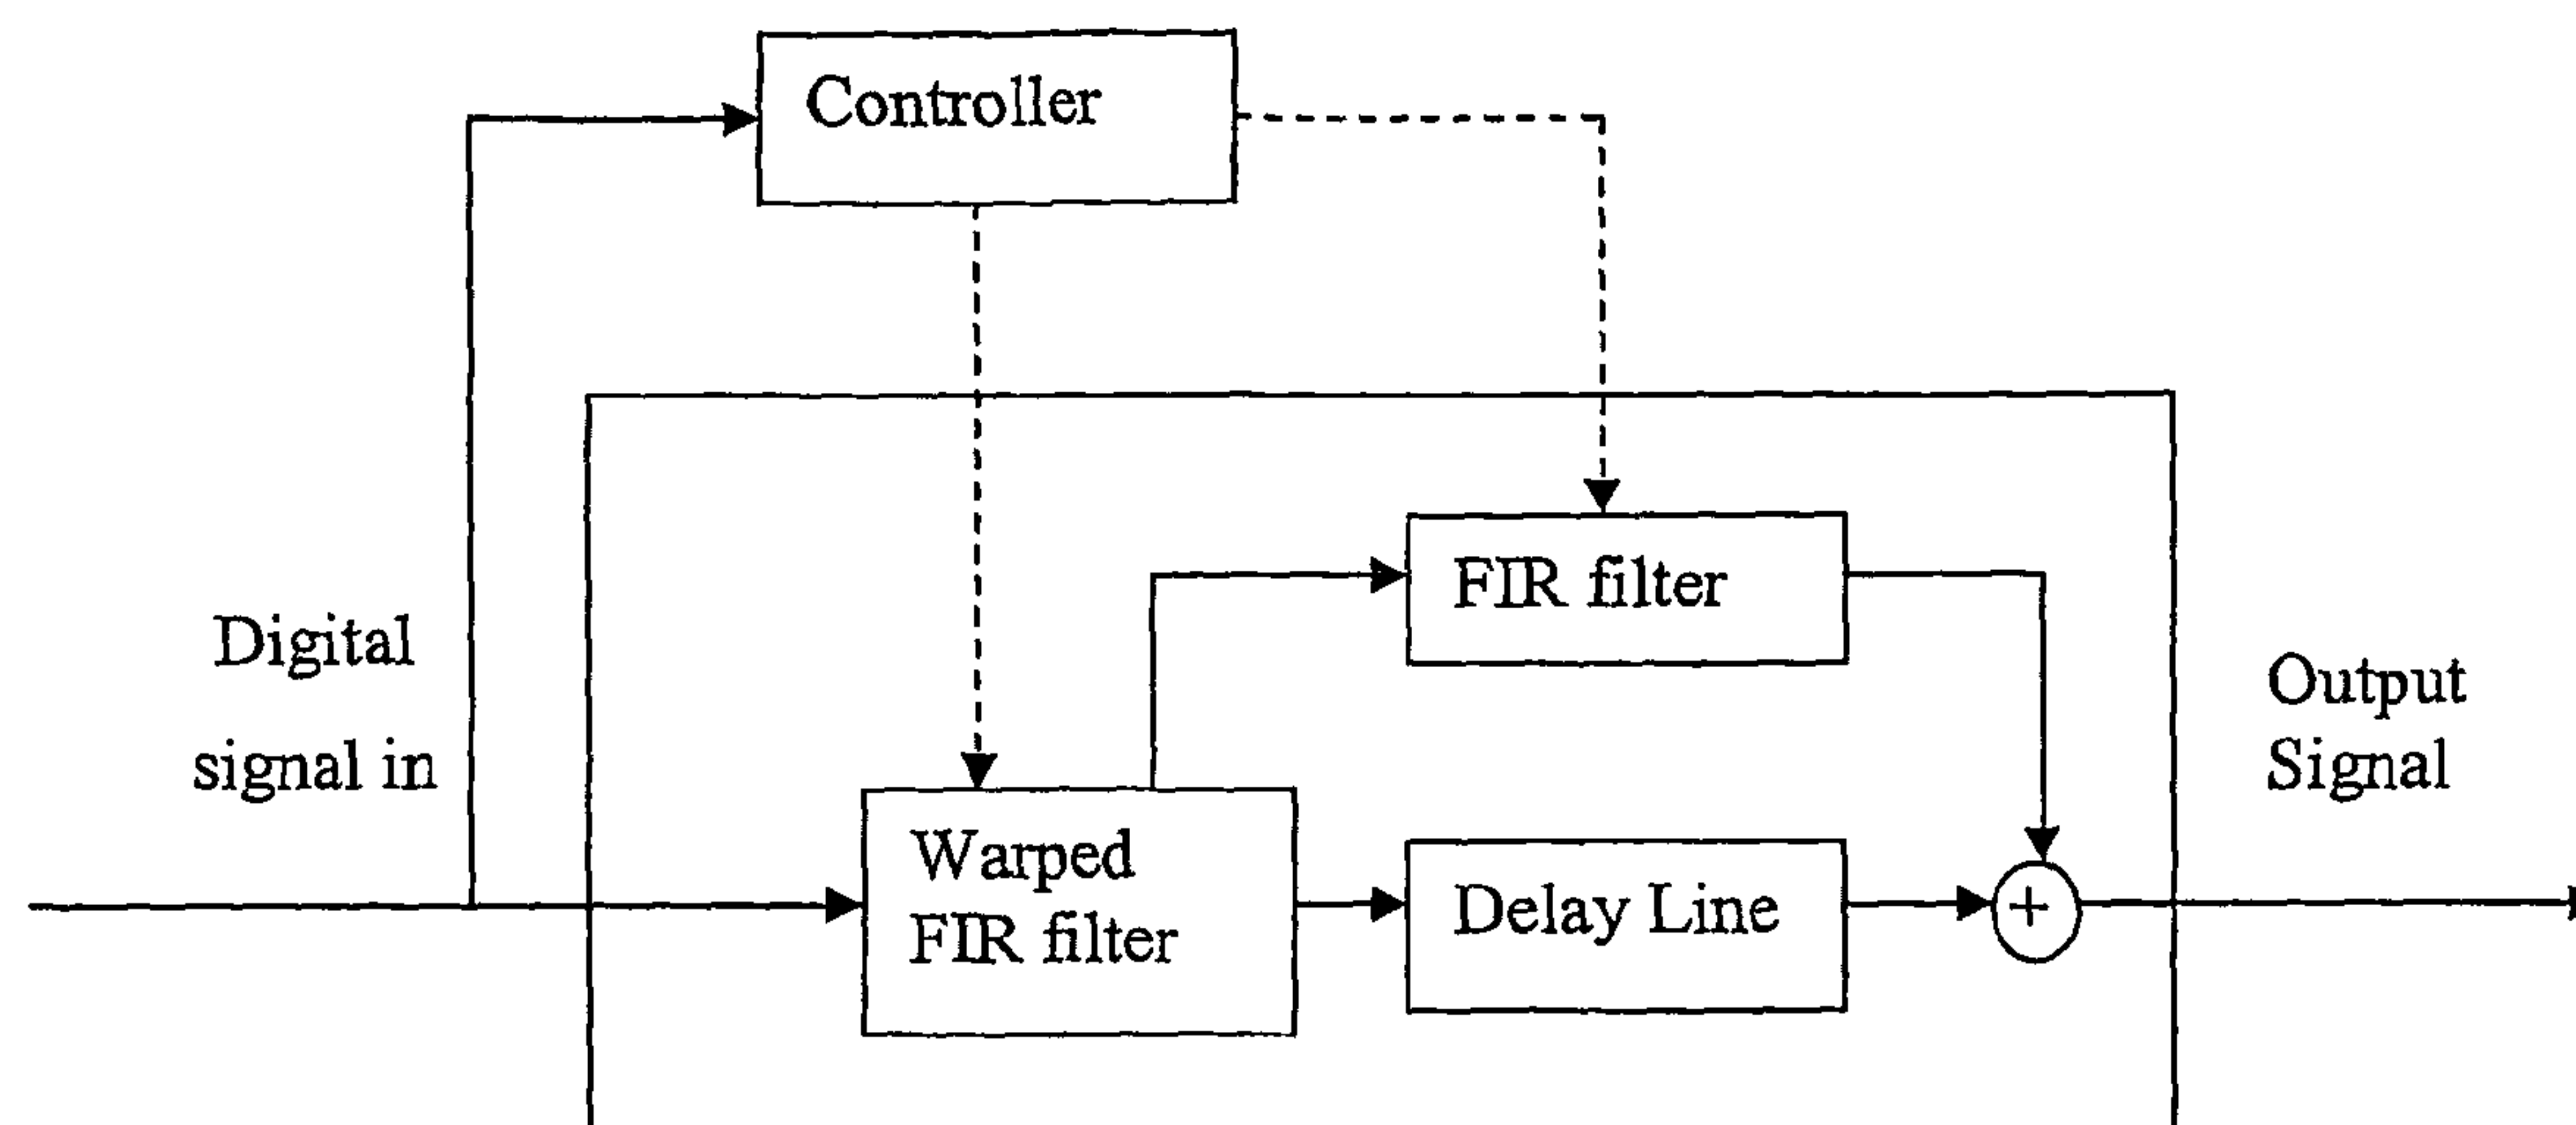 Controller
FIR filter
Digital
signal in
Output
Signal
Warped
FIR filter
Delay Line
+